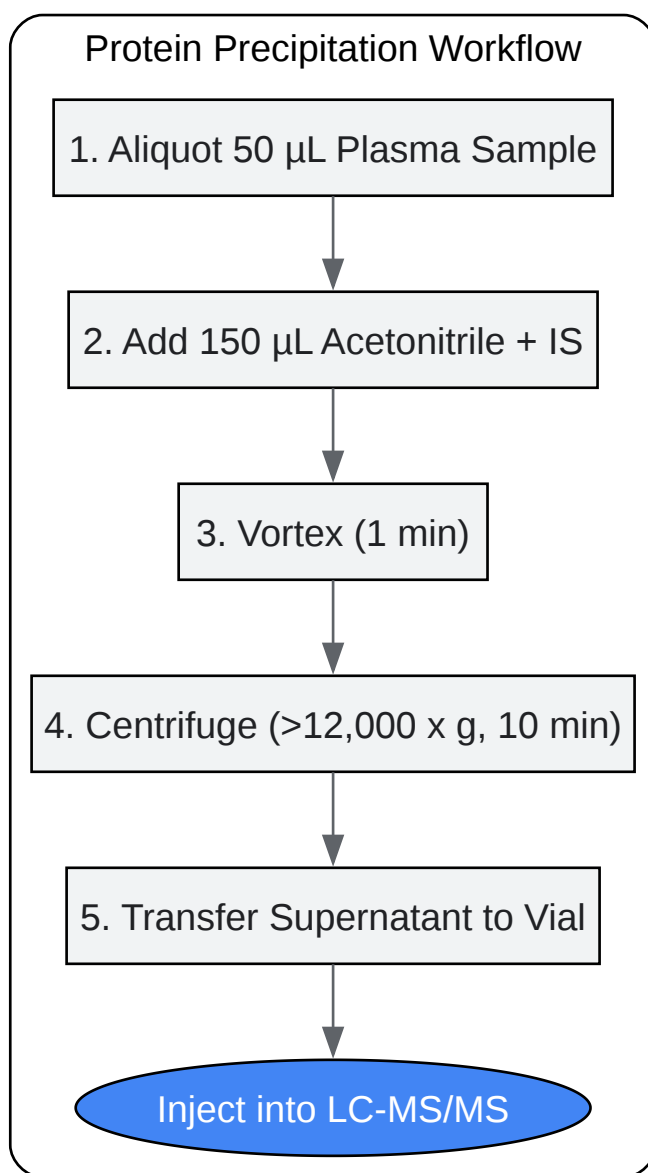 Protein Precipitation Workflow
1. Aliquot 50 µL Plasma Sample
2. Add 150 µL Acetonitrile + IS
3. Vortex (1 min)
4. Centrifuge (>12,000 x g, 10 min)
5. Transfer Supernatant to Vial
Inject into LC-MS/MS